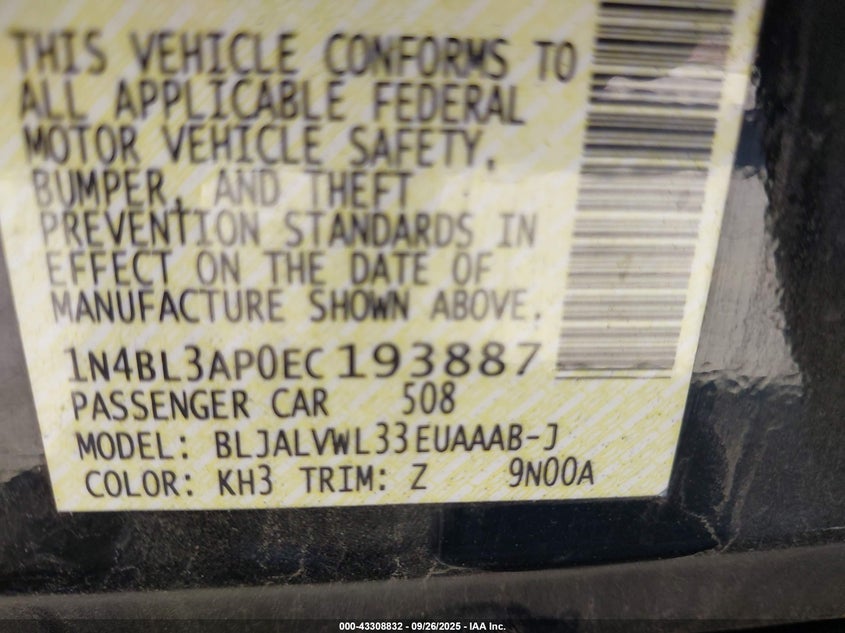 THIS VEHICLE CONFORMS TO
ALL APPLICABLE FEDERAL
MOTOR VEHICLE SAFETY,
BUMPER, AND THEFT
PREVENTION STANDARDS IN
EFFECT ON THE DATE OF
MANUFACTURE SHOWN ABOVE.
1N4BL3AP0EC193887
PASSENGER CAR 508
MODEL: BLJALVWL33EUAAAB-J
COLOR: KH3 TRIM: Z 9N00A
000-43308832 - 09/26/2025 - IAA Inc.